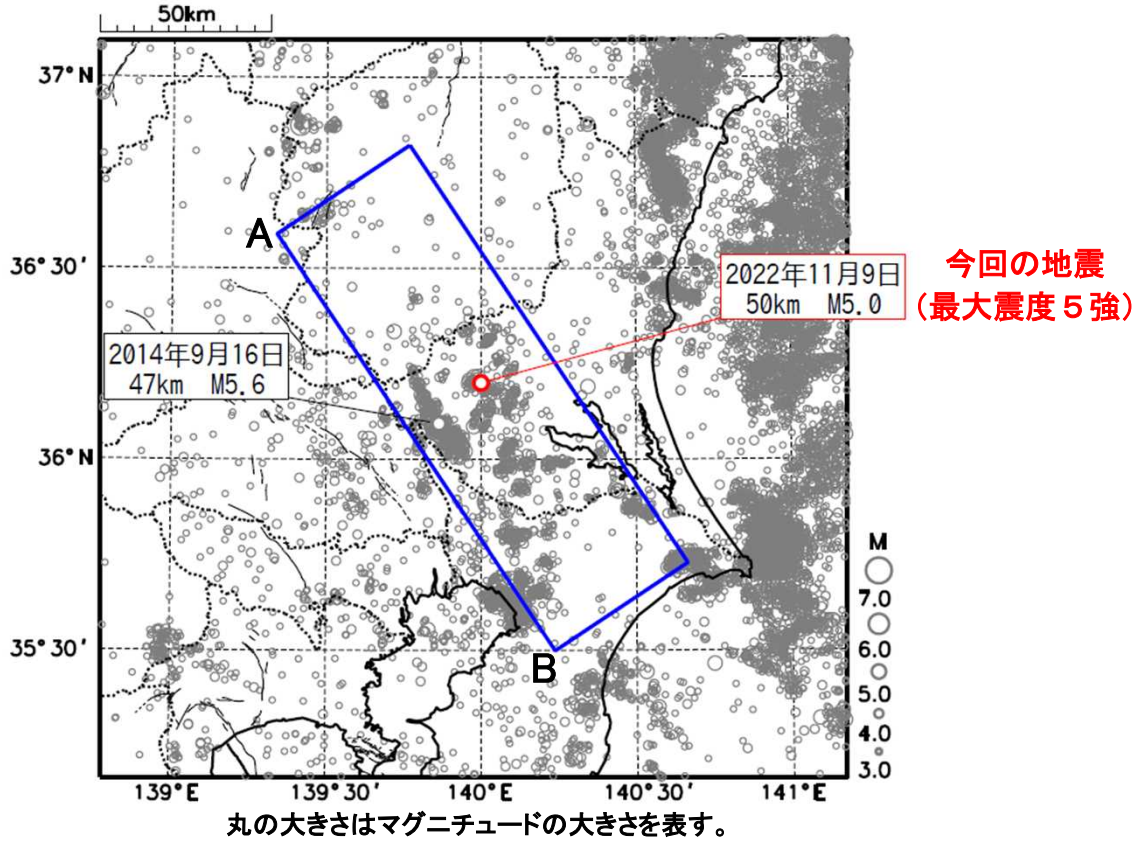 50km
37°N
A
36°30′
2022年11月9日
50km M5.0
今回の地震
（最大震度５強）
2014年9月16日
47km M5.6
36°N
M
7.0
6.0
5.0
4.0
3.0
35°30′
B
139°E
139°30′
140°E
140°30′
141°E
丸の大きさはマグニチュードの大きさを表す。